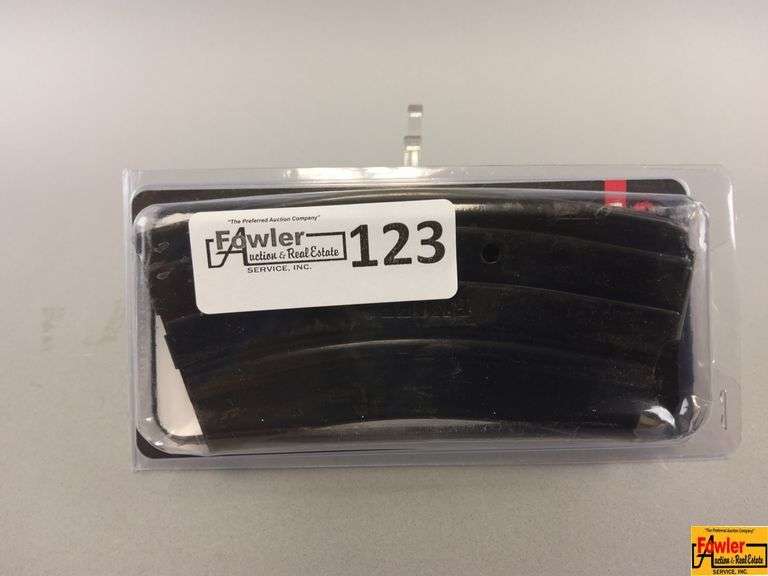 "The Preferred Auction Company"
Fowler 123
Auction & Real Estate
SERVICE, INC.
"The Preferred Auction Company"
Fowler
Auction & Real Estate
SERVICE, INC.